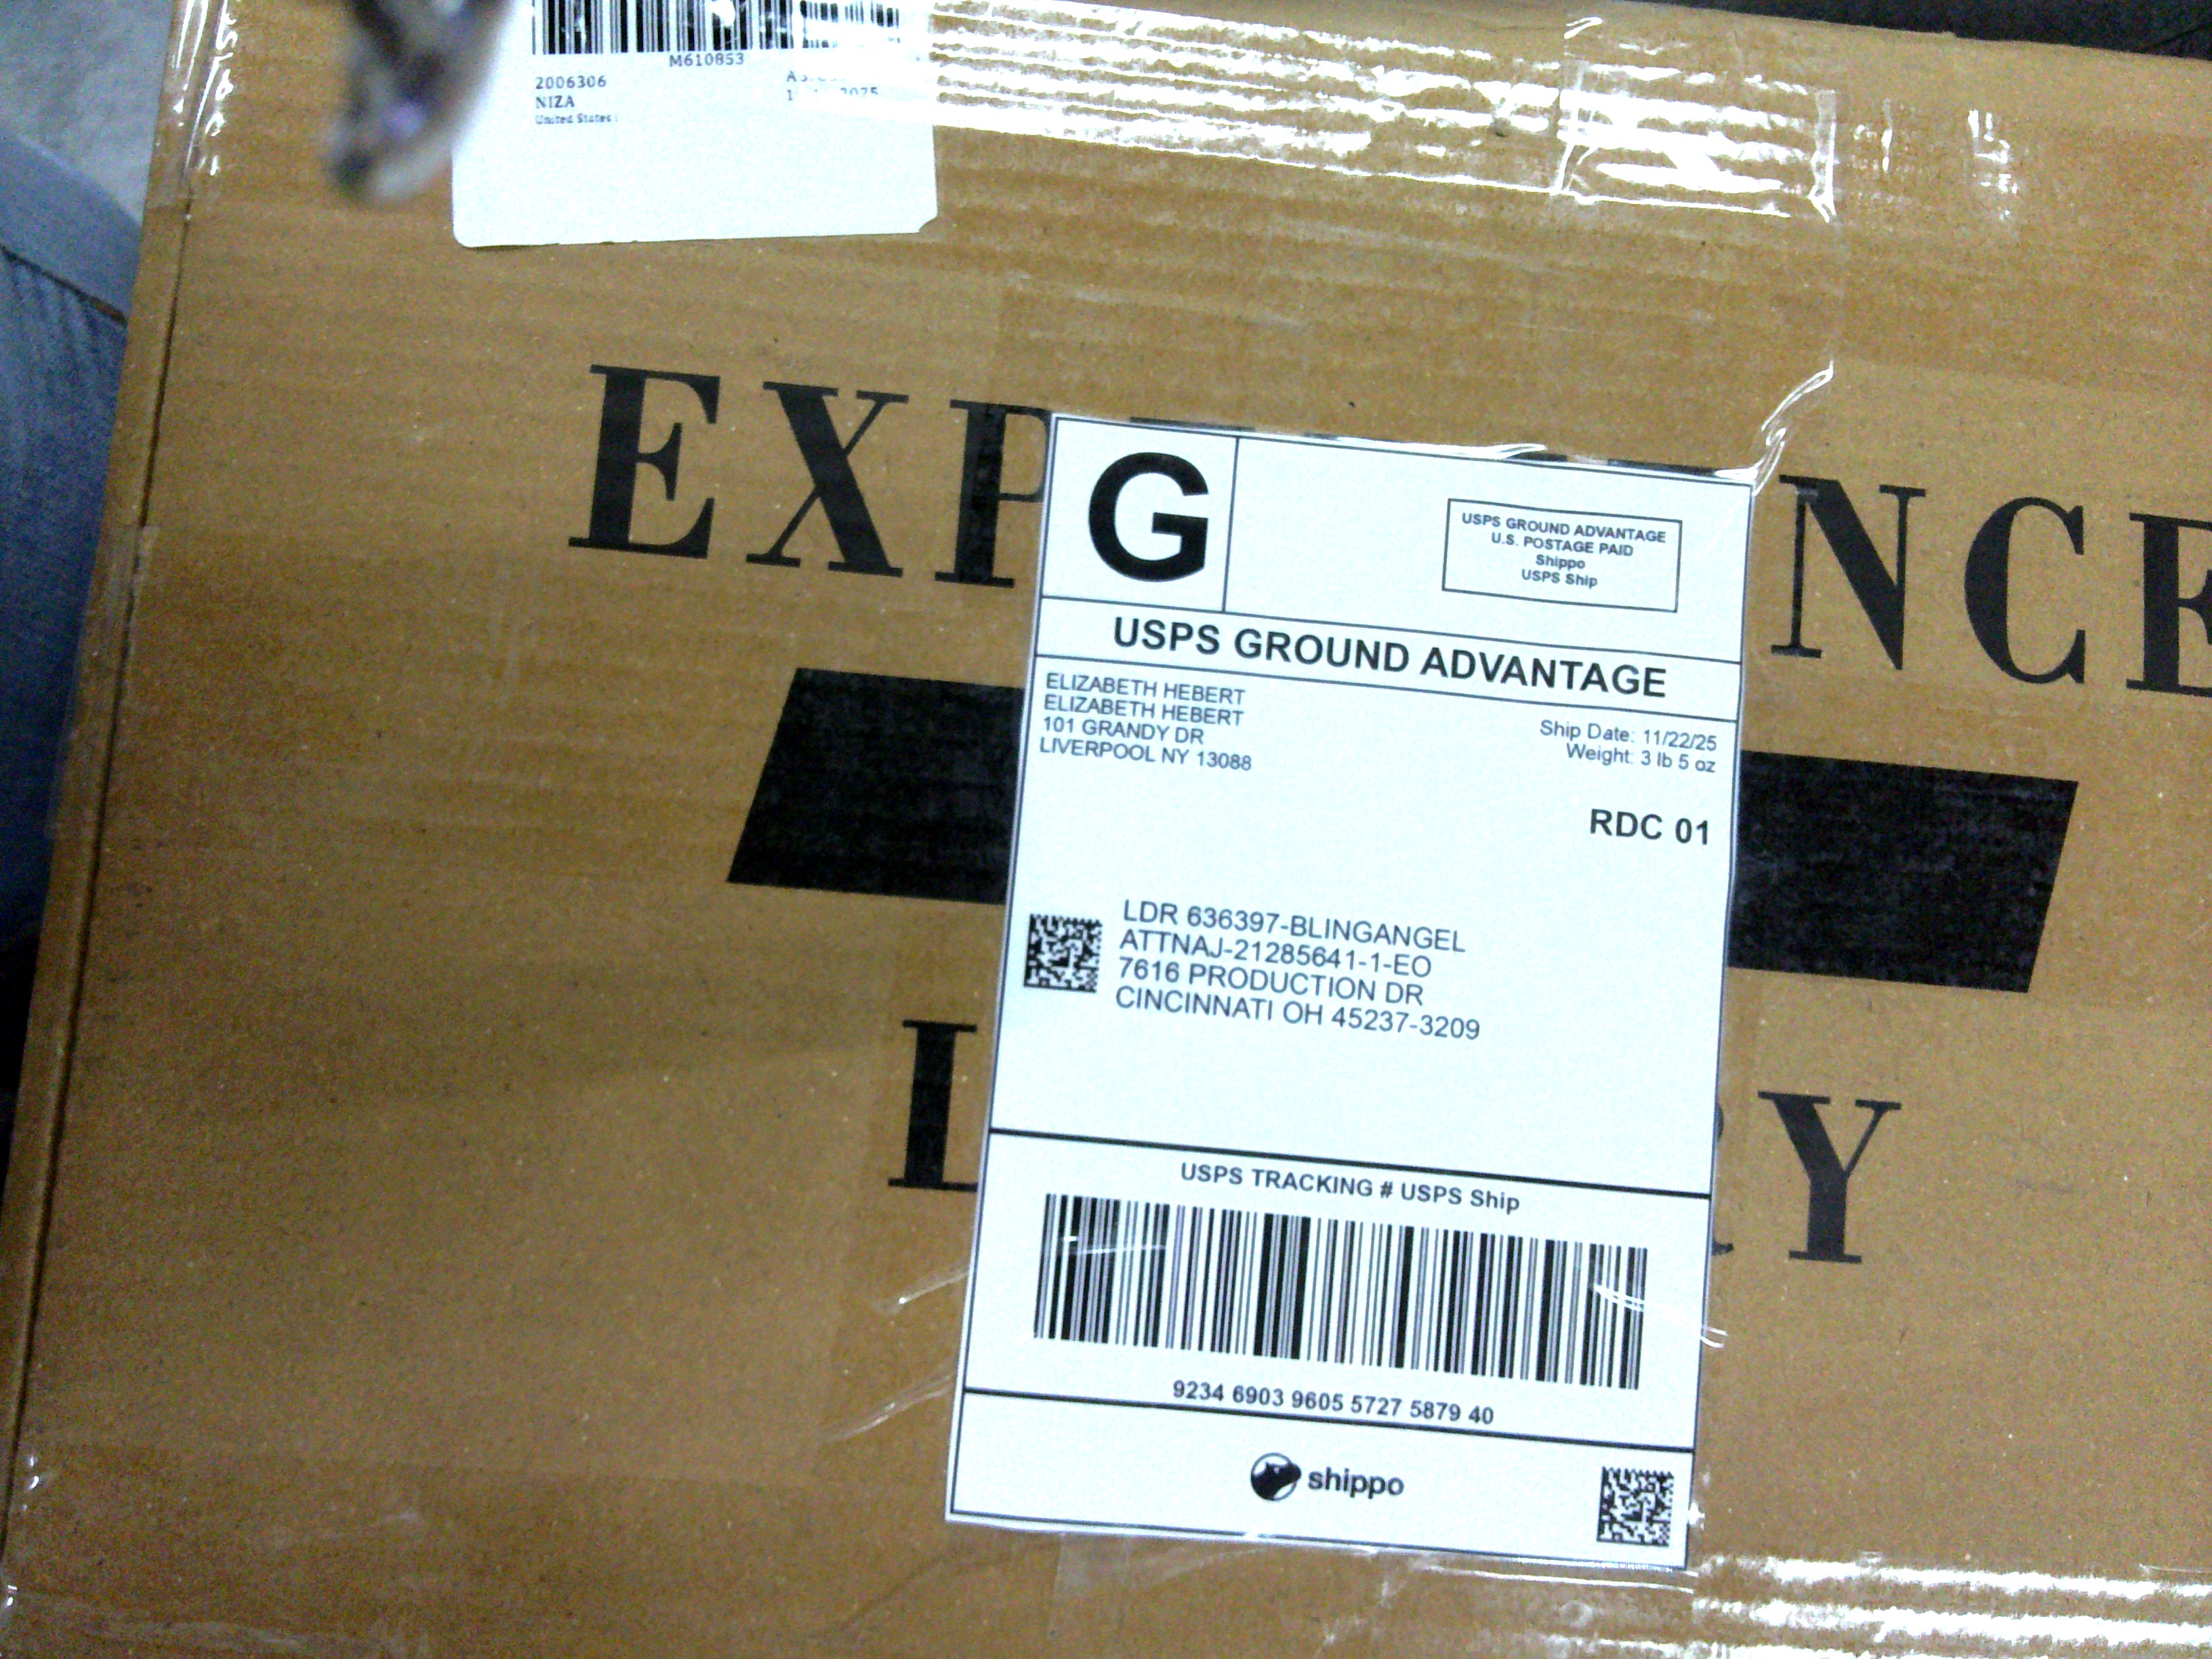 M610853
2006306
NIZA
United States
2025
EXP
NCE
G
USPS GROUND ADVANTAGE
U.S. POSTAGE PAID
Shippo
USPS Ship
USPS GROUND ADVANTAGE
ELIZABETH HEBERT
ELIZABETH HEBERT
101 GRANDY DR
LIVERPOOL NY 13088
Ship Date: 11/22/25
Weight: 3 lb 5 oz
RDC 01
LDR 636397-BLINGANGEL
ATTNAJ-21285641-1-EO
7616 PRODUCTION DR
CINCINNATI OH 45237-3209
L
RY
USPS TRACKING # USPS Ship
9234 6903 9605 5727 5879 40
shippo